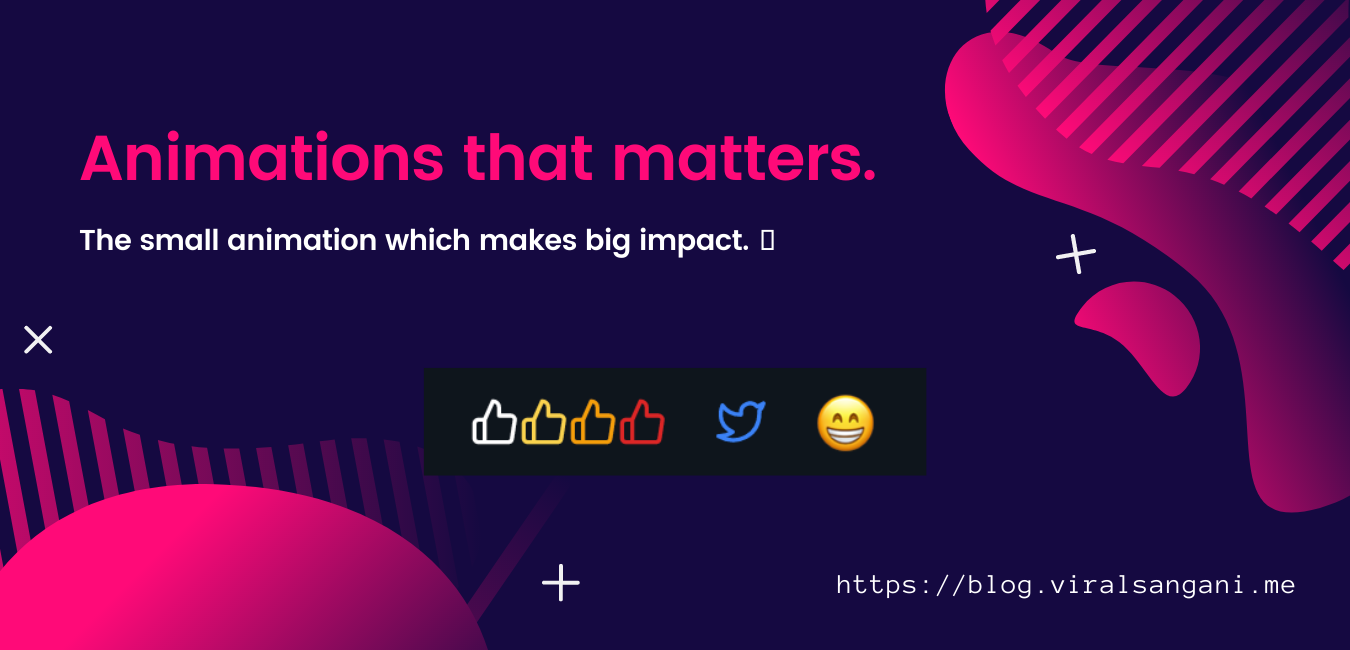 Animations that matters.
The small animation which makes big impact. 
https://blog.viralsangani.me